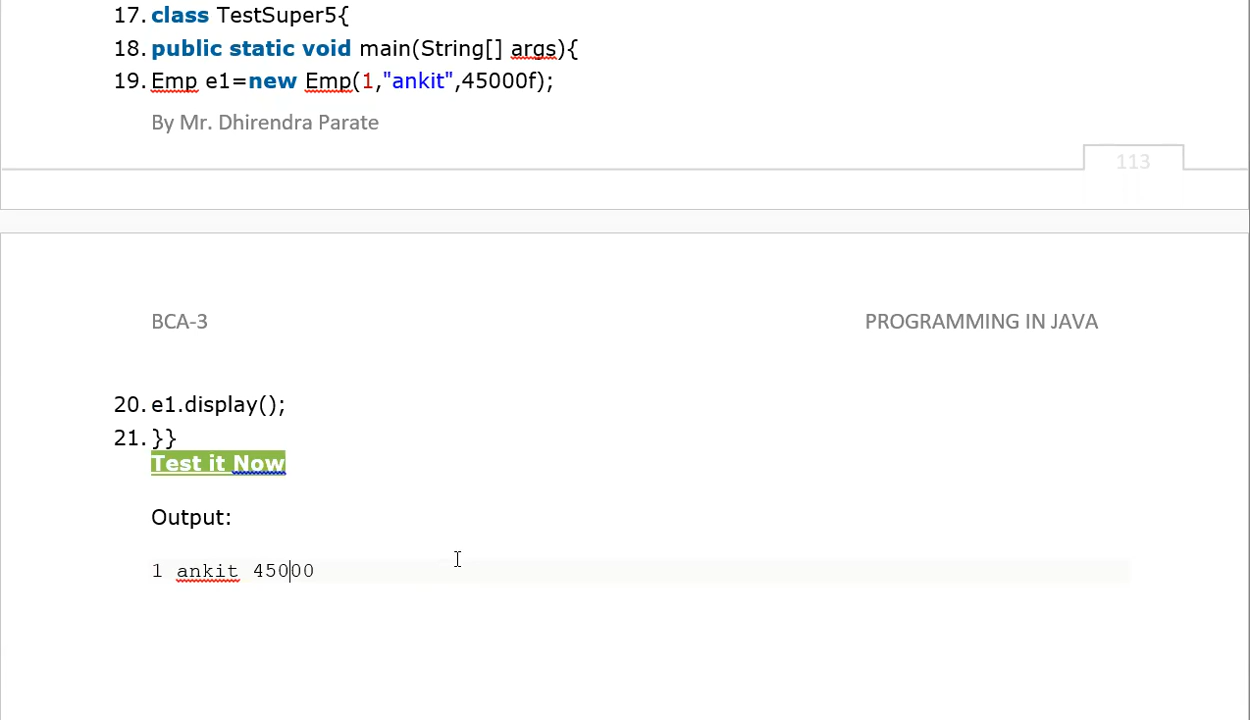 17. class TestSuper5{
18. public static void main(String[] args){
19. Emp e1=new Emp(1,"ankit",45000f);
By Mr. Dhirendra Parate
113
BCA-3 PROGRAMMING IN JAVA
20. e1.display();
21. }}
Test it Now
Output:
1 ankit 45000